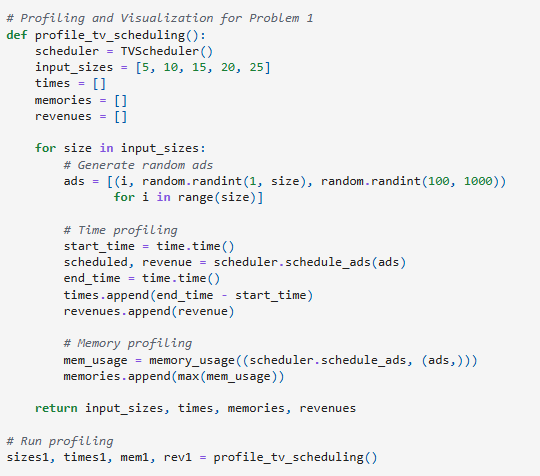 # Profiling and Visualization for Problem 1
def profile_tv_scheduling():
    scheduler = TVScheduler()
    input_sizes = [5, 10, 15, 20, 25]
    times = []
    memories = []
    revenues = []

    for size in input_sizes:
        # Generate random ads
        ads = [(i, random.randint(1, size), random.randint(100, 1000))
               for i in range(size)]

        # Time profiling
        start_time = time.time()
        scheduled, revenue = scheduler.schedule_ads(ads)
        end_time = time.time()
        times.append(end_time - start_time)
        revenues.append(revenue)

        # Memory profiling
        mem_usage = memory_usage((scheduler.schedule_ads, (ads,)))
        memories.append(max(mem_usage))

    return input_sizes, times, memories, revenues

# Run profiling
sizes1, times1, mem1, rev1 = profile_tv_scheduling()